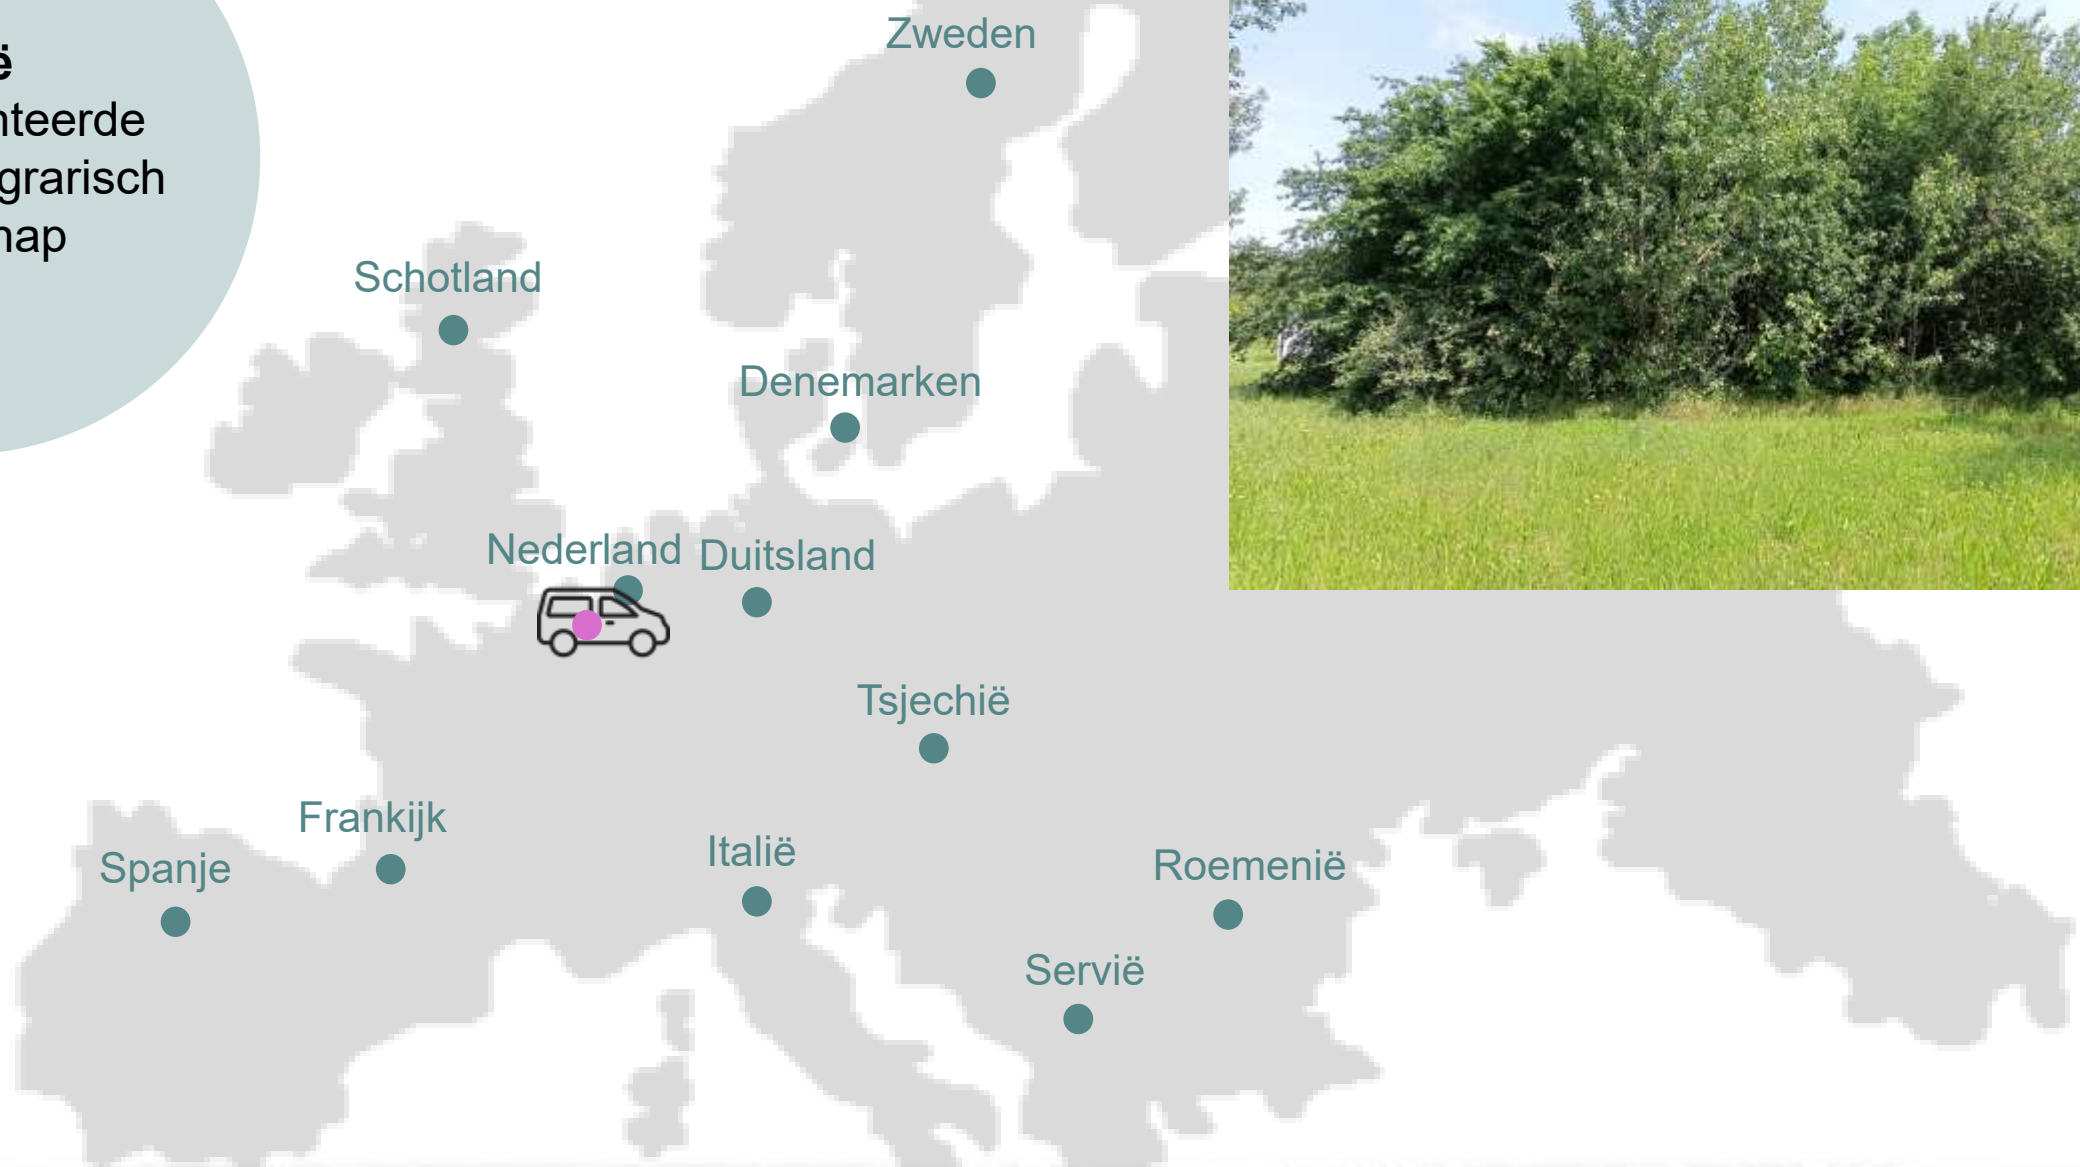 ë
nteerde
grarisch
hap
Zweden
Schotland
Denemarken
Nederland
Duitsland
Tsjechië
Frankijk
Italië
Spanje
Roemenië
Servië